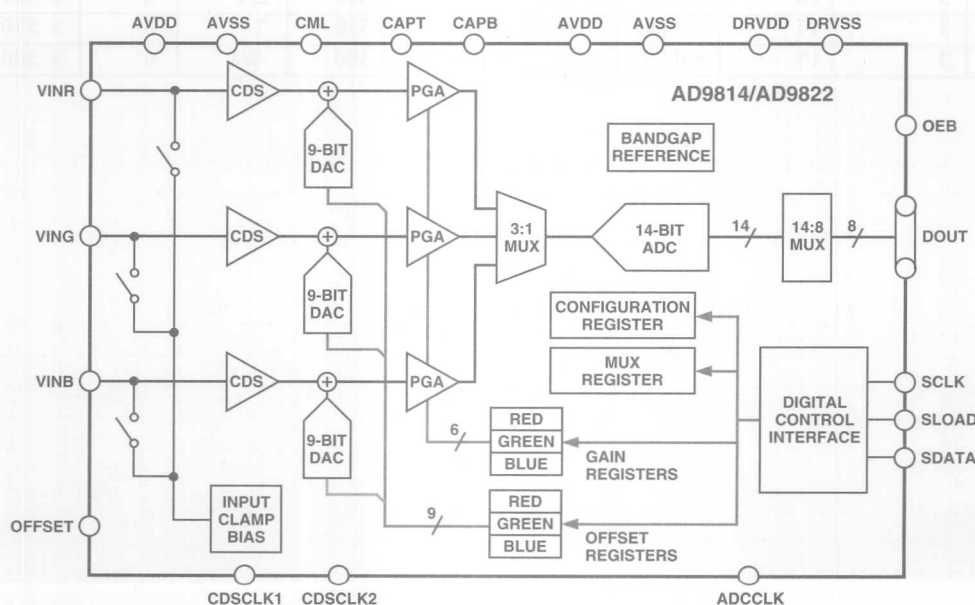 AVDD AVSS CML CAPT CAPB AVDD AVSS DRVDD DRVSS
VINR CDS + PGA AD9814/AD9822
9-BIT DAC
BANDGAP REFERENCE
OEB
VING CDS + PGA 3:1 MUX 14-BIT ADC 14 14:8 MUX 8 DOUT
9-BIT DAC
CONFIGURATION REGISTER
MUX REGISTER
VINB CDS + PGA
9-BIT DAC
DIGITAL CONTROL INTERFACE
SCLK
SLOAD
SDATA
6
RED
GREEN
BLUE
GAIN REGISTERS
INPUT CLAMP BIAS
OFFSET
9
RED
GREEN
BLUE
OFFSET REGISTERS
CDSCLK1 CDSCLK2 ADCCLK